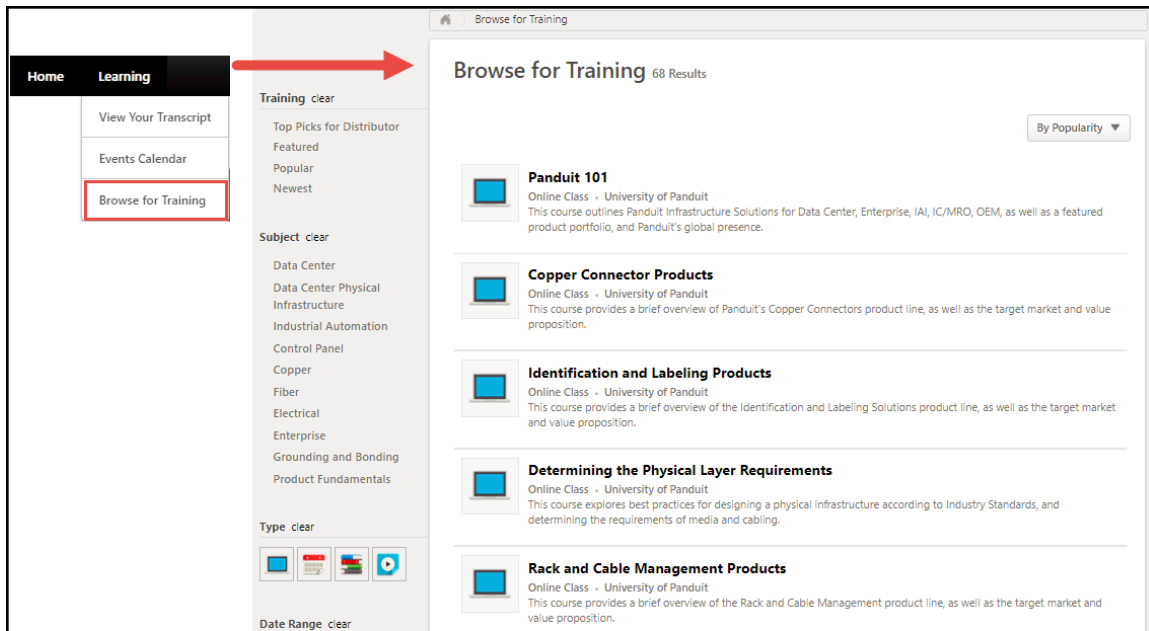 Home Learning
View Your Transcript
Events Calendar
Browse for Training
Training clear
Top Picks for Distributor
Featured
Popular
Newest
Subject clear
Data Center
Data Center Physical
Infrastructure
Industrial Automation
Control Panel
Copper
Fiber
Electrical
Enterprise
Grounding and Bonding
Product Fundamentals
Type clear
Date Range clear
Browse for Training
Browse for Training 68 Results
By Popularity
Panduit 101
Online Class • University of Panduit
This course outlines Panduit Infrastructure Solutions for Data Center, Enterprise, IAI, IC/MRO, OEM, as well as a featured
product portfolio, and Panduit's global presence.
Copper Connector Products
Online Class • University of Panduit
This course provides a brief overview of Panduit's Copper Connectors product line, as well as the target market and value
proposition.
Identification and Labeling Products
Online Class • University of Panduit
This course provides a brief overview of the Identification and Labeling Solutions product line, as well as the target market
and value proposition.
Determining the Physical Layer Requirements
Online Class • University of Panduit
This course explores best practices for designing a physical infrastructure according to Industry Standards, and
determining the requirements of media and cabling.
Rack and Cable Management Products
Online Class • University of Panduit
This course provides a brief overview of the Rack and Cable Management product line, as well as the target market and
value proposition.